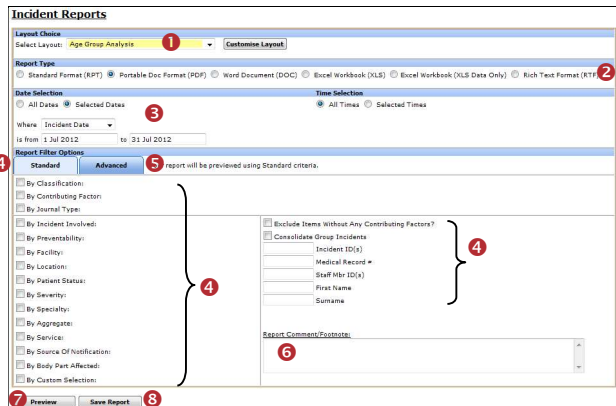 Incident Reports
Layout Choice
Select Layout: Age Group Analysis 1 Customise Layout
Report Type
Standard Format (RPT) Portable Doc Format (PDF) Word Document (DOC) Excel Workbook (XLS) Excel Workbook (XLS Data Only) Rich Text Format (RTF) 2
Date Selection Time Selection
All Dates Selected Dates All Times Selected Times
3
Where Incident Date
is from 1 Jul 2012 to 31 Jul 2012
Report Filter Options
4 Standard Advanced 5 report will be previewed using Standard criteria.
By Classification:
By Contributing Factor:
By Journal Type:
By Incident Involved:
By Preventability:
By Facility:
By Location:
By Patient Status:
By Severity:
By Specialty:
By Aggregate:
By Service:
By Source Of Notification:
By Body Part Affected:
By Custom Selection:
4
Exclude Items Without Any Contributing Factors?
Consolidate Group Incidents
Incident ID(s)
Medical Record #
Staff Mbr ID(s)
First Name
Surname
4
Report Comment/Footnote:
6
7 Preview Save Report 8